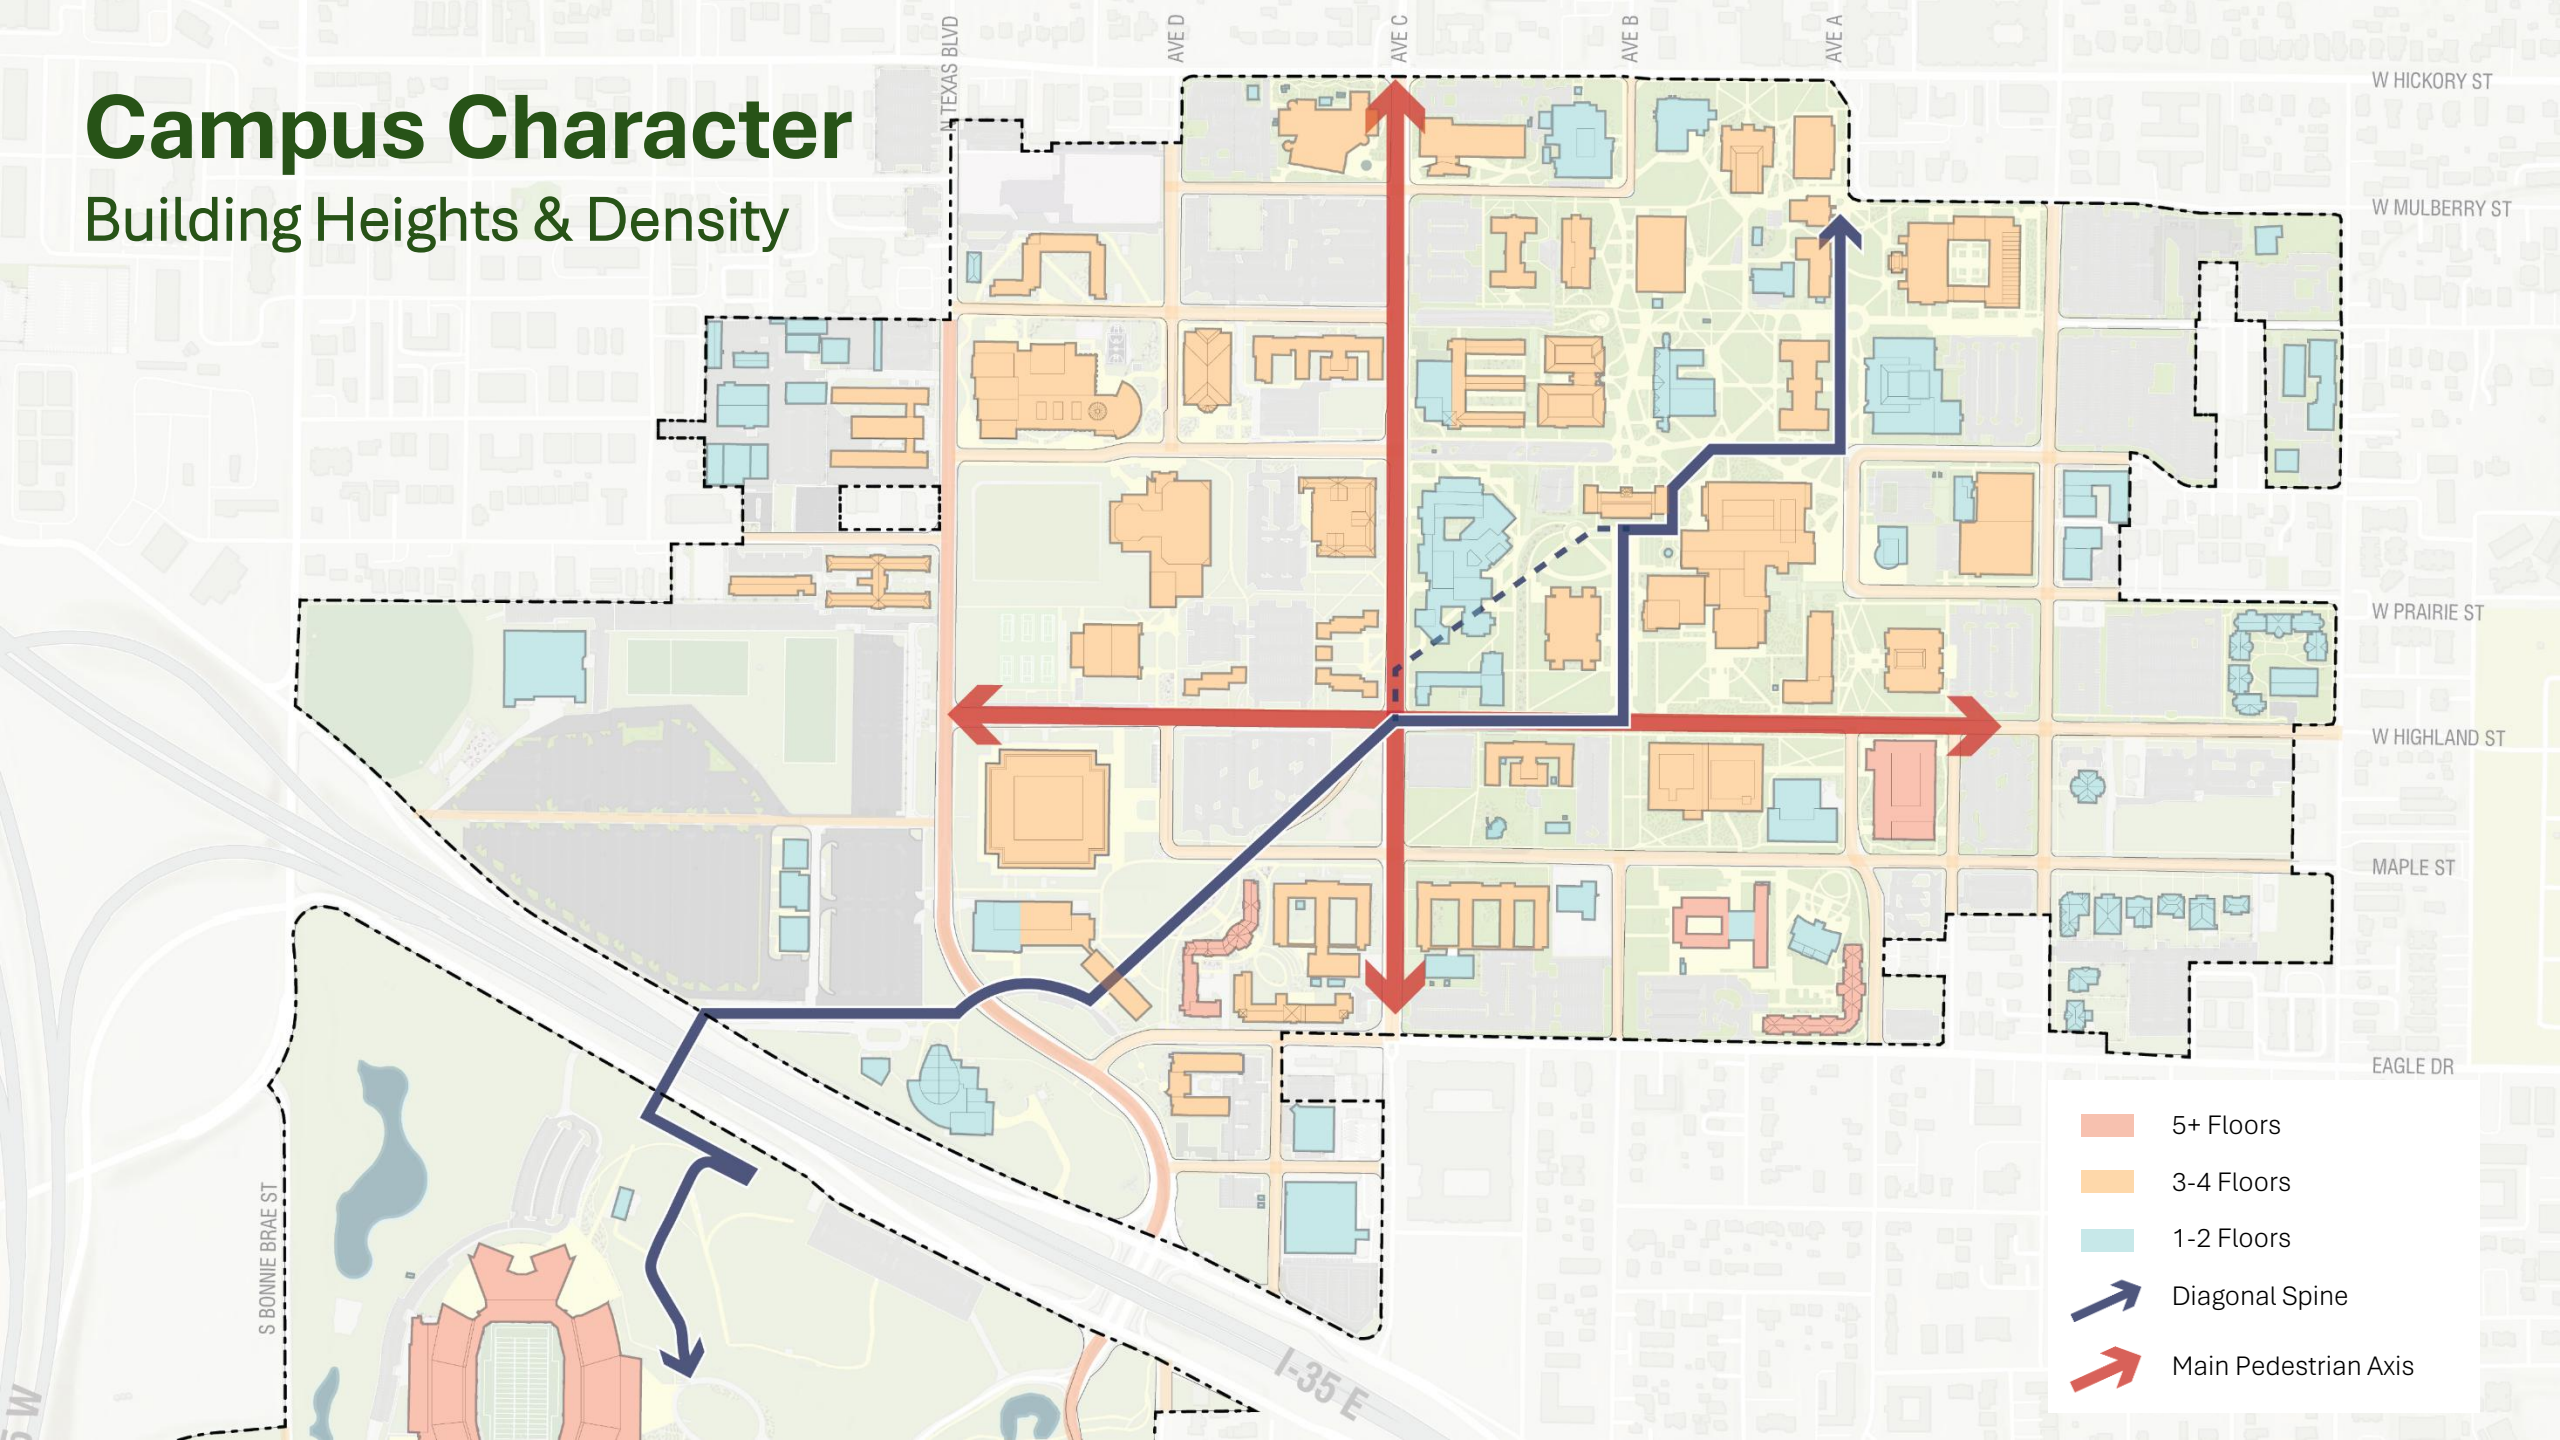 Campus Character
Building Heights & Density
N TEXAS BLVD
AVE D
AVE C
AVE B
AVE A
W HICKORY ST
W MULBERRY ST
W PRAIRIE ST
W HIGHLAND ST
MAPLE ST
EAGLE DR
S BONNIE BRAE ST
I-35 E
5 W
5+ Floors
3-4 Floors
1-2 Floors
Diagonal Spine
Main Pedestrian Axis